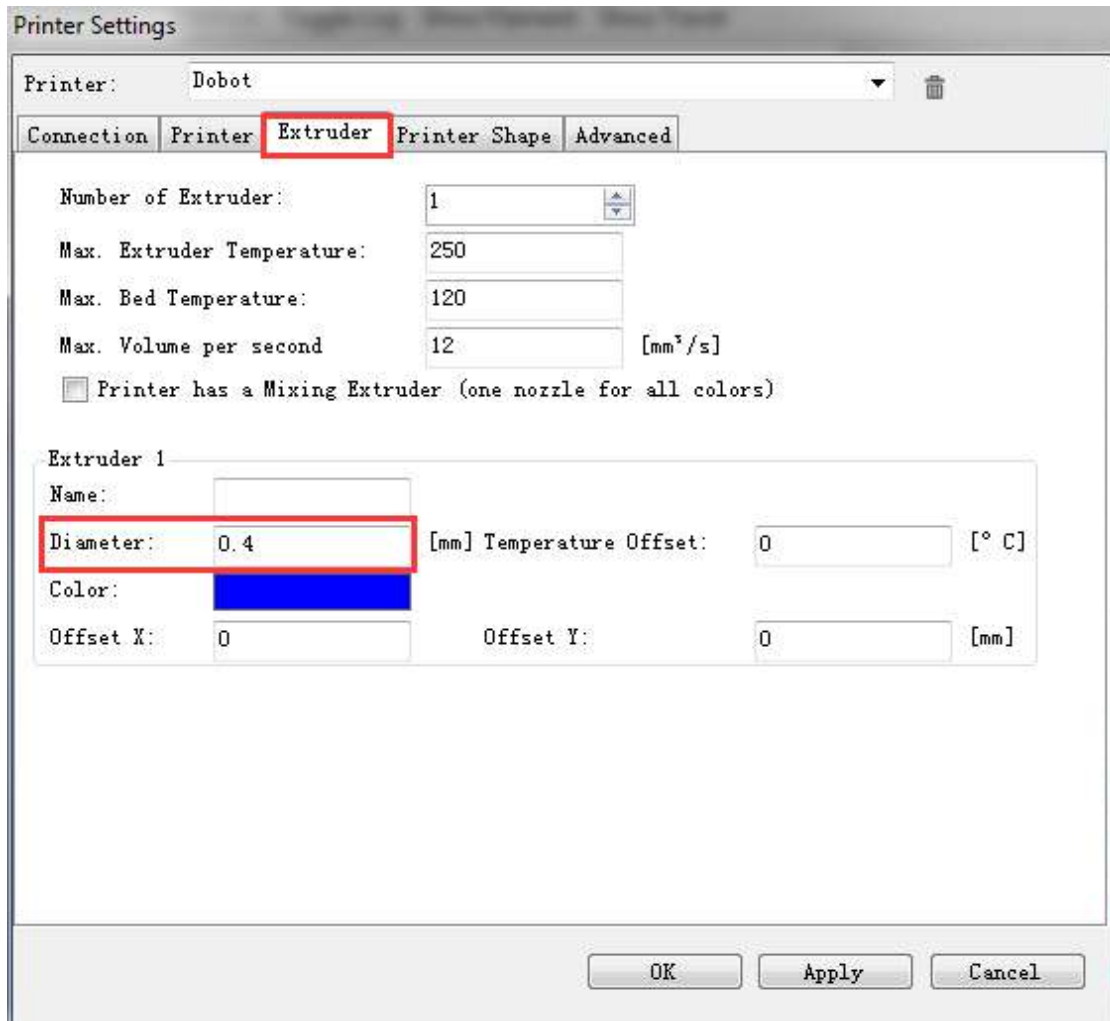 Printer Settings
Printer: Dobot
Connection Printer Extruder Printer Shape Advanced
Number of Extruder: 1
Max. Extruder Temperature: 250
Max. Bed Temperature: 120
Max. Volume per second 12 [mm³/s]
Printer has a Mixing Extruder (one nozzle for all colors)
Extruder 1
Name:
Diameter: 0.4 [mm] Temperature Offset: 0 [° C]
Color:
Offset X: 0 Offset Y: 0 [mm]
OK Apply Cancel